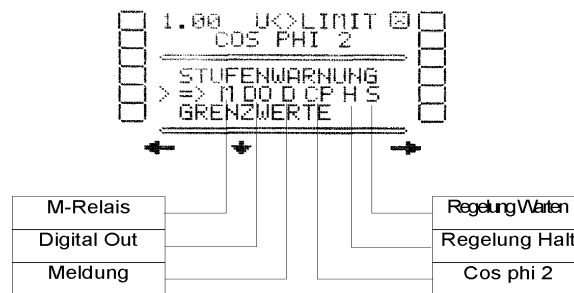 1.00 U<>LIMIT
COS PHI 2
STUFENWARNUNG
> => M DO D CP H S
GRENZWERTE
M-Relais
Digital Out
Meldung
Regelung Warten
Regelung Halt
Cos phi 2